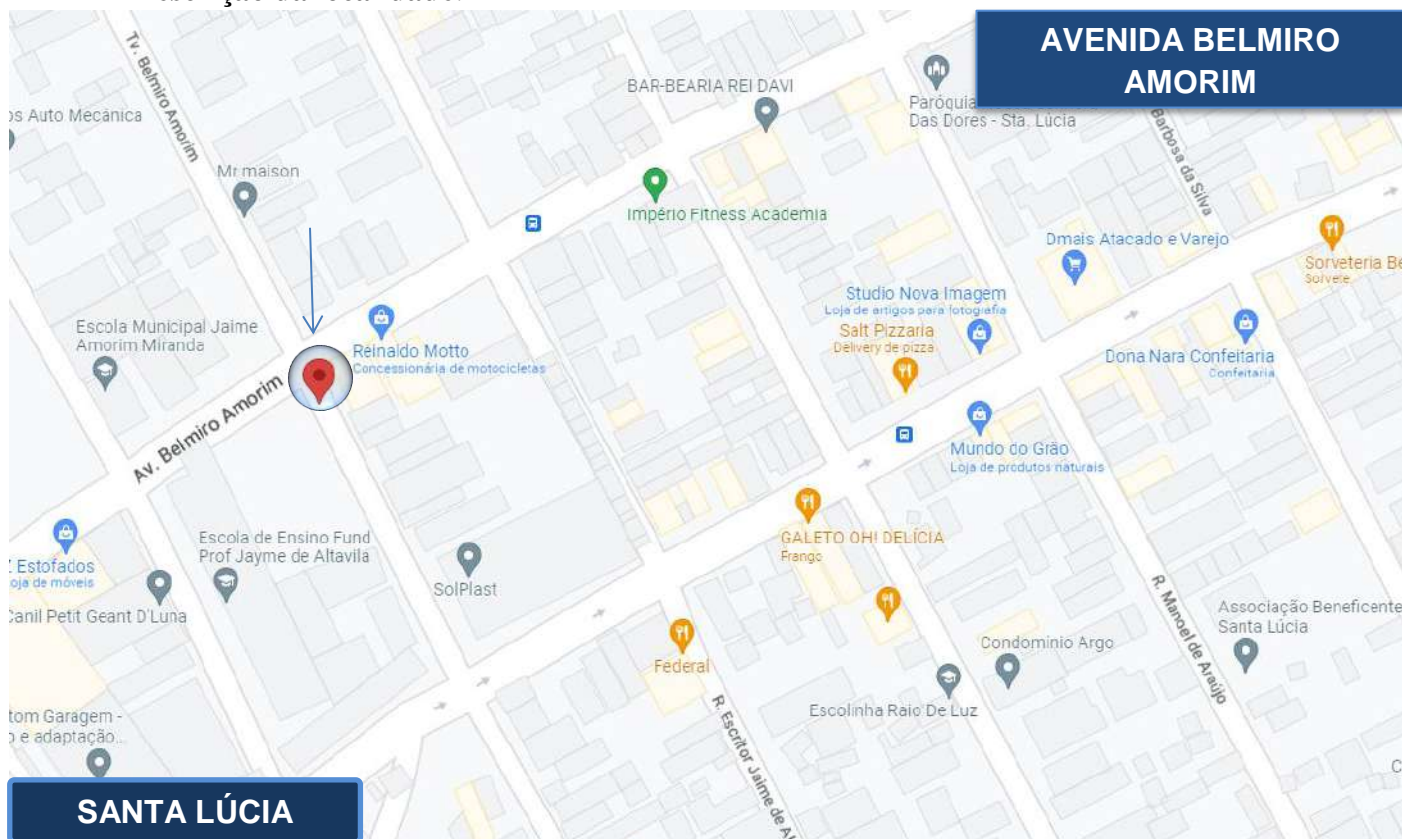 AVENIDA BELMIRO
AMORIM
Tv. Belmiro Amorim
BAR-BEARIA REI DAVI
Paróquia
Das Dores - Sta. Lúcia
Barbosa da Silva
os Auto Mecânica
Mr maison
Império Fitness Academia
Dmais Atacado e Varejo
Sorveteria Be
Sorvete
Studio Nova Imagem
Loja de artigos para fotografia
Salt Pizzaria
Delivery de pizza
Escola Municipal Jaime
Amorim Miranda
Reinaldo Motto
Concessionária de motocicletas
Dona Nara Confeitaria
Confeitaria
Av. Belmiro Amorim
Mundo do Grão
Loja de produtos naturais
Escola de Ensino Fund
Prof Jayme de Altavila
GALETO OH! DELÍCIA
Frango
Estofados
oja de móveis
SolPlast
Canil Petit Geant D'Luna
R. Manoel de Araújo
Associação Beneficente
Santa Lúcia
Condominio Argo
Federal
Escolinha Raio De Luz
R. Escritor Jaime de Al
tom Garagem -
o e adaptação...
C
SANTA LÚCIA